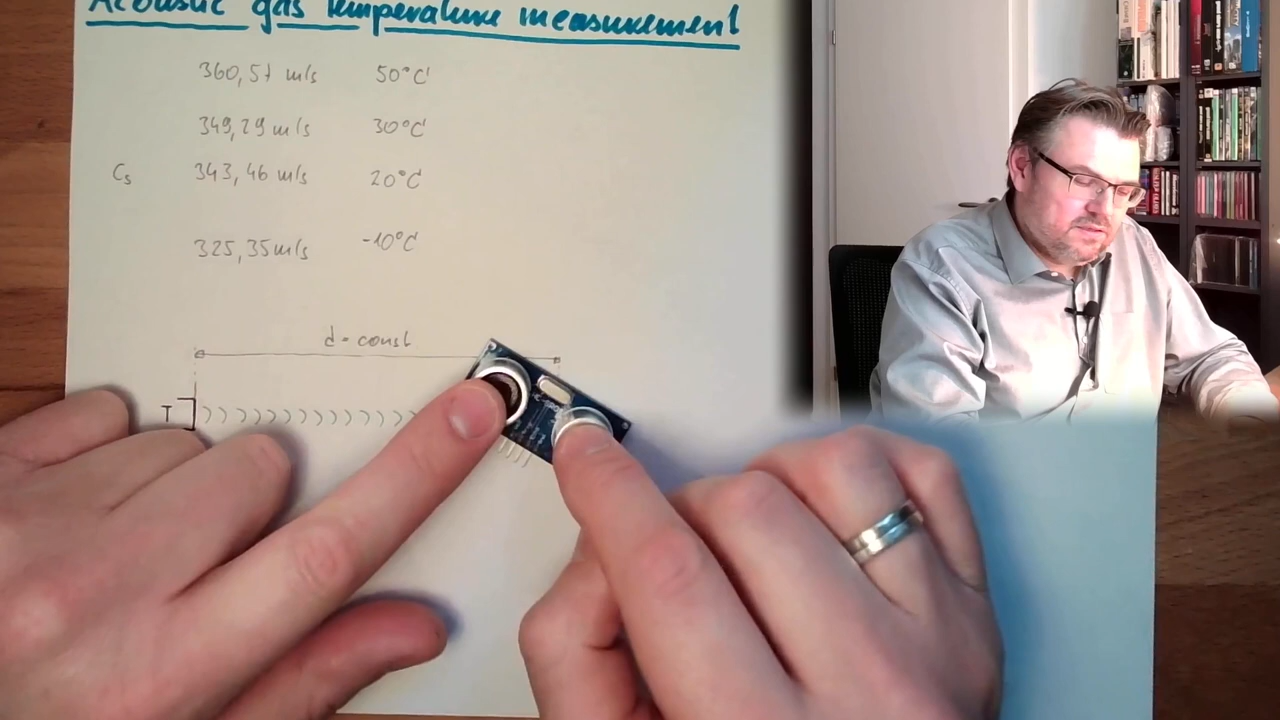 Acoustic gas temperature measurement
360,57 m/s 50°C
349,29 m/s 30°C
Cs 343,46 m/s 20°C
325,35 m/s -10°C
d = const
T